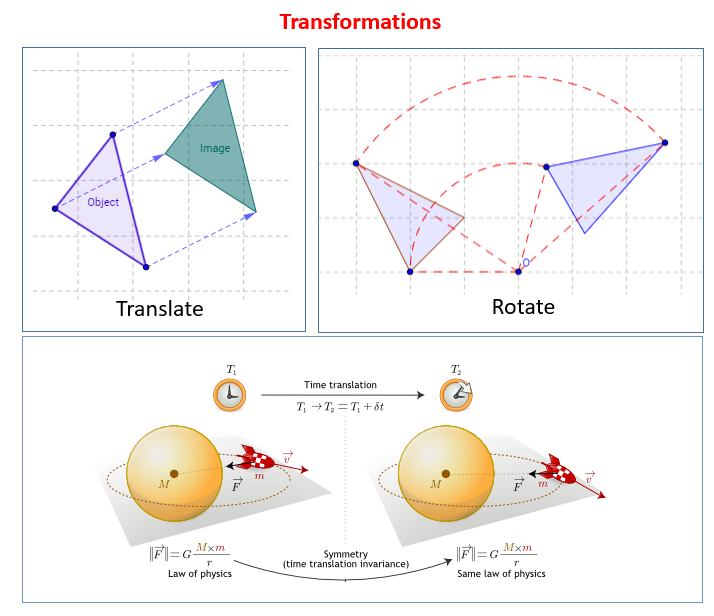 Transformations
Image
Object
Translate
O
Rotate
T₁
T₂
Time translation
T₁ → T₂ = T₁ + δt
M
F⃗
m
v⃗
M
F⃗
m
v⃗
‖F⃗‖ = G M×m/r
Law of physics
Symmetry
(time translation invariance)
‖F⃗‖ = G M×m/r
Same law of physics